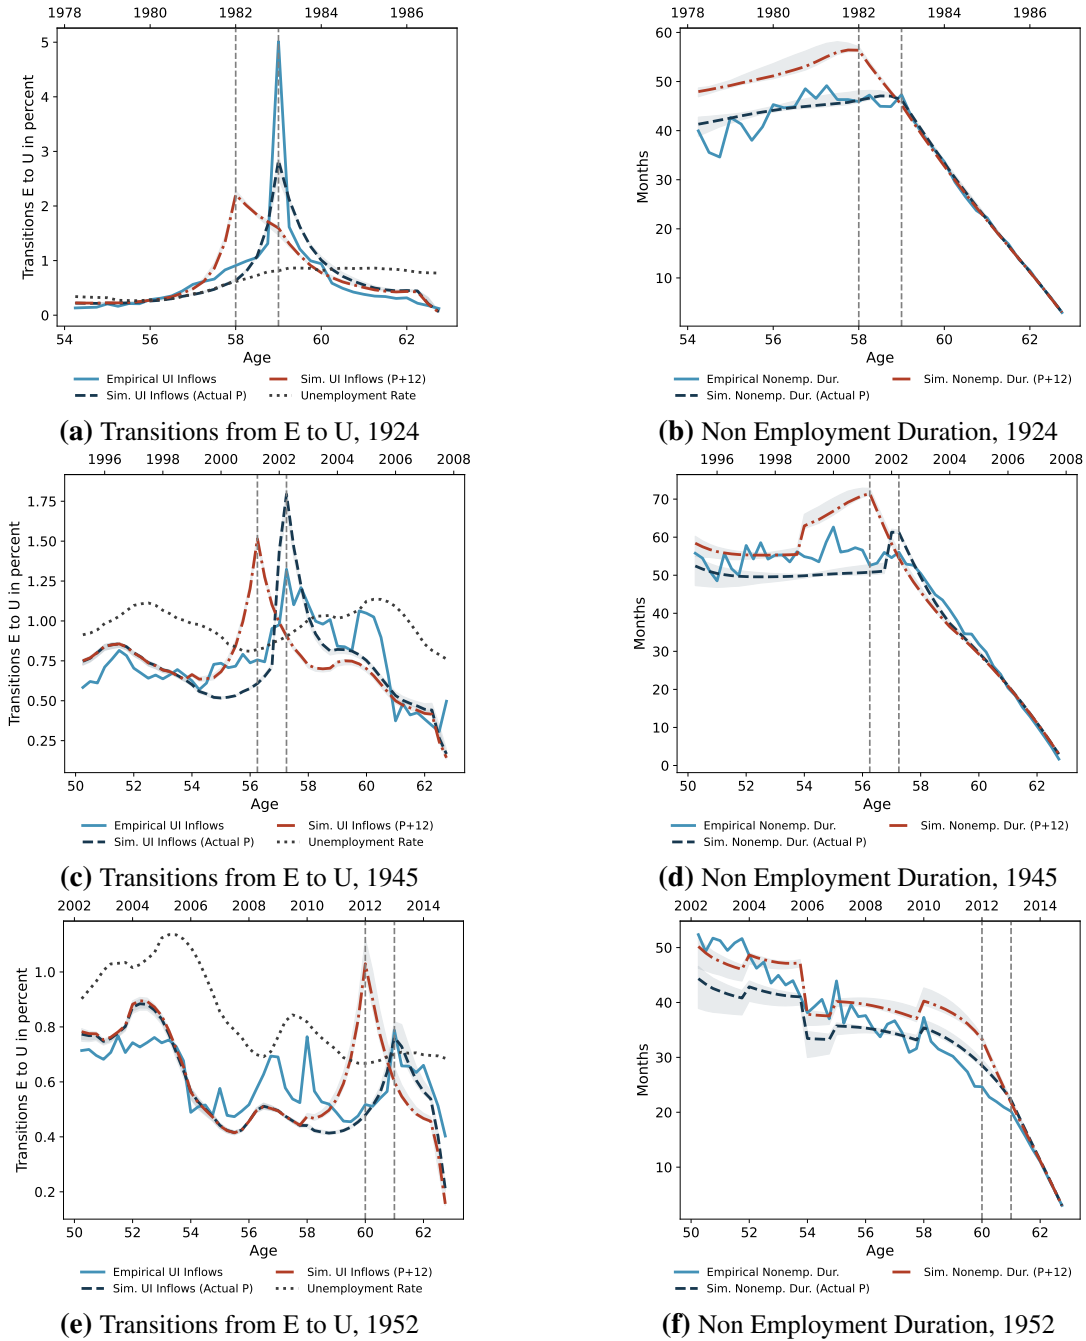 1978 1980 1982 1984 1986
5
4
3
2
1
0
Transitions E to U in percent
54 56 58 60 62
Age
Empirical UI Inflows
Sim. UI Inflows (Actual P)
Sim. UI Inflows (P+12)
Unemployment Rate
(a) Transitions from E to U, 1924
1978 1980 1982 1984 1986
60
50
40
30
20
10
Months
54 56 58 60 62
Age
Empirical Nonemp. Dur.
Sim. Nonemp. Dur. (Actual P)
Sim. Nonemp. Dur. (P+12)
(b) Non Employment Duration, 1924
1996 1998 2000 2002 2004 2006 2008
1.75
1.50
1.25
1.00
0.75
0.50
0.25
Transitions E to U in percent
50 52 54 56 58 60 62
Age
Empirical UI Inflows
Sim. UI Inflows (Actual P)
Sim. UI Inflows (P+12)
Unemployment Rate
(c) Transitions from E to U, 1945
1996 1998 2000 2002 2004 2006 2008
70
60
50
40
30
20
10
0
Months
50 52 54 56 58 60 62
Age
Empirical Nonemp. Dur.
Sim. Nonemp. Dur. (Actual P)
Sim. Nonemp. Dur. (P+12)
(d) Non Employment Duration, 1945
2002 2004 2006 2008 2010 2012 2014
1.0
0.8
0.6
0.4
0.2
Transitions E to U in percent
50 52 54 56 58 60 62
Age
Empirical UI Inflows
Sim. UI Inflows (Actual P)
Sim. UI Inflows (P+12)
Unemployment Rate
(e) Transitions from E to U, 1952
2002 2004 2006 2008 2010 2012 2014
50
40
30
20
10
Months
50 52 54 56 58 60 62
Age
Empirical Nonemp. Dur.
Sim. Nonemp. Dur. (Actual P)
Sim. Nonemp. Dur. (P+12)
(f) Non Employment Duration, 1952